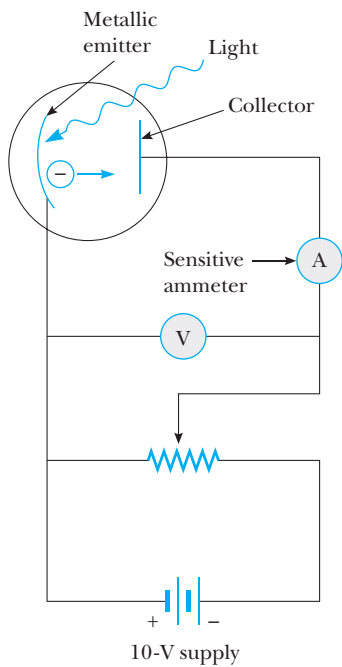 Metallic
emitter
Light
Collector
−
Sensitive
ammeter
A
V
+ −
10-V supply